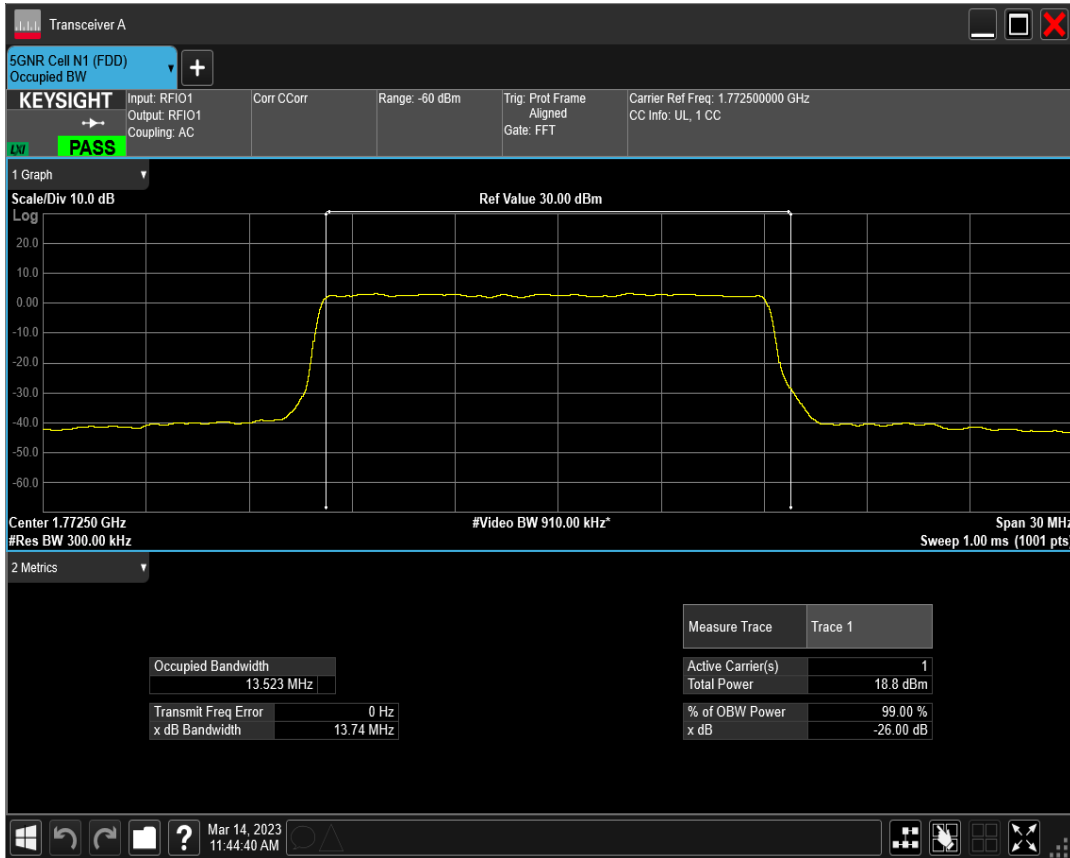 Transceiver A
5GNR Cell N1 (FDD)
Occupied BW
+
KEYSIGHT
LXI
PASS
Input: RFIO1
Output: RFIO1
Coupling: AC
Corr CCorr
Range: -60 dBm
Trig: Prot Frame
Aligned
Gate: FFT
Carrier Ref Freq: 1.772500000 GHz
CC Info: UL, 1 CC
1 Graph
Scale/Div 10.0 dB
Ref Value 30.00 dBm
Log
20.0
10.0
0.00
-10.0
-20.0
-30.0
-40.0
-50.0
-60.0
Center 1.77250 GHz
#Video BW 910.00 kHz*
Span 30 MHz
#Res BW 300.00 kHz
Sweep 1.00 ms (1001 pts)
2 Metrics
Measure Trace Trace 1
Occupied Bandwidth
13.523 MHz
Active Carrier(s) 1
Total Power 18.8 dBm
Transmit Freq Error 0 Hz
x dB Bandwidth 13.74 MHz
% of OBW Power 99.00 %
x dB -26.00 dB
?
Mar 14, 2023
11:44:40 AM